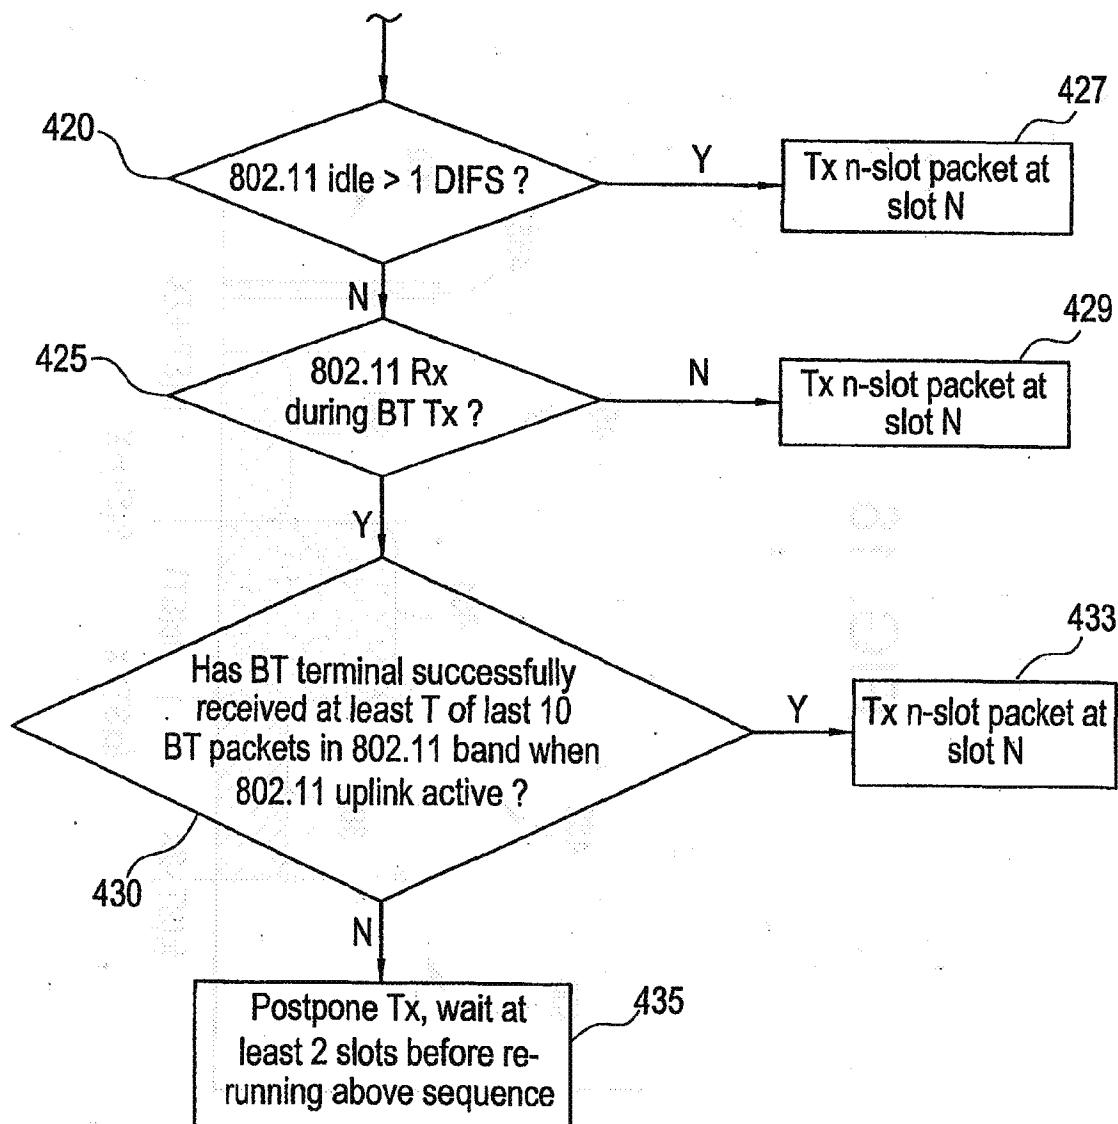 420
802.11 idle > 1 DIFS ?
Y
427
Tx n-slot packet at
slot N
N
425
802.11 Rx
during BT Tx ?
N
429
Tx n-slot packet at
slot N
Y
Has BT terminal successfully
received at least T of last 10
BT packets in 802.11 band when
802.11 uplink active ?
430
Y
433
Tx n-slot packet at
slot N
N
Postpone Tx, wait at
least 2 slots before re-
running above sequence
435